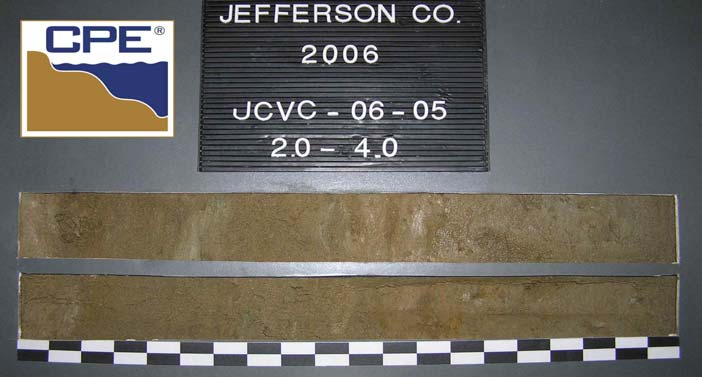 CPE®
JEFFERSON CO.
2006
JCVC - 06 - 05
2.0 - 4.0